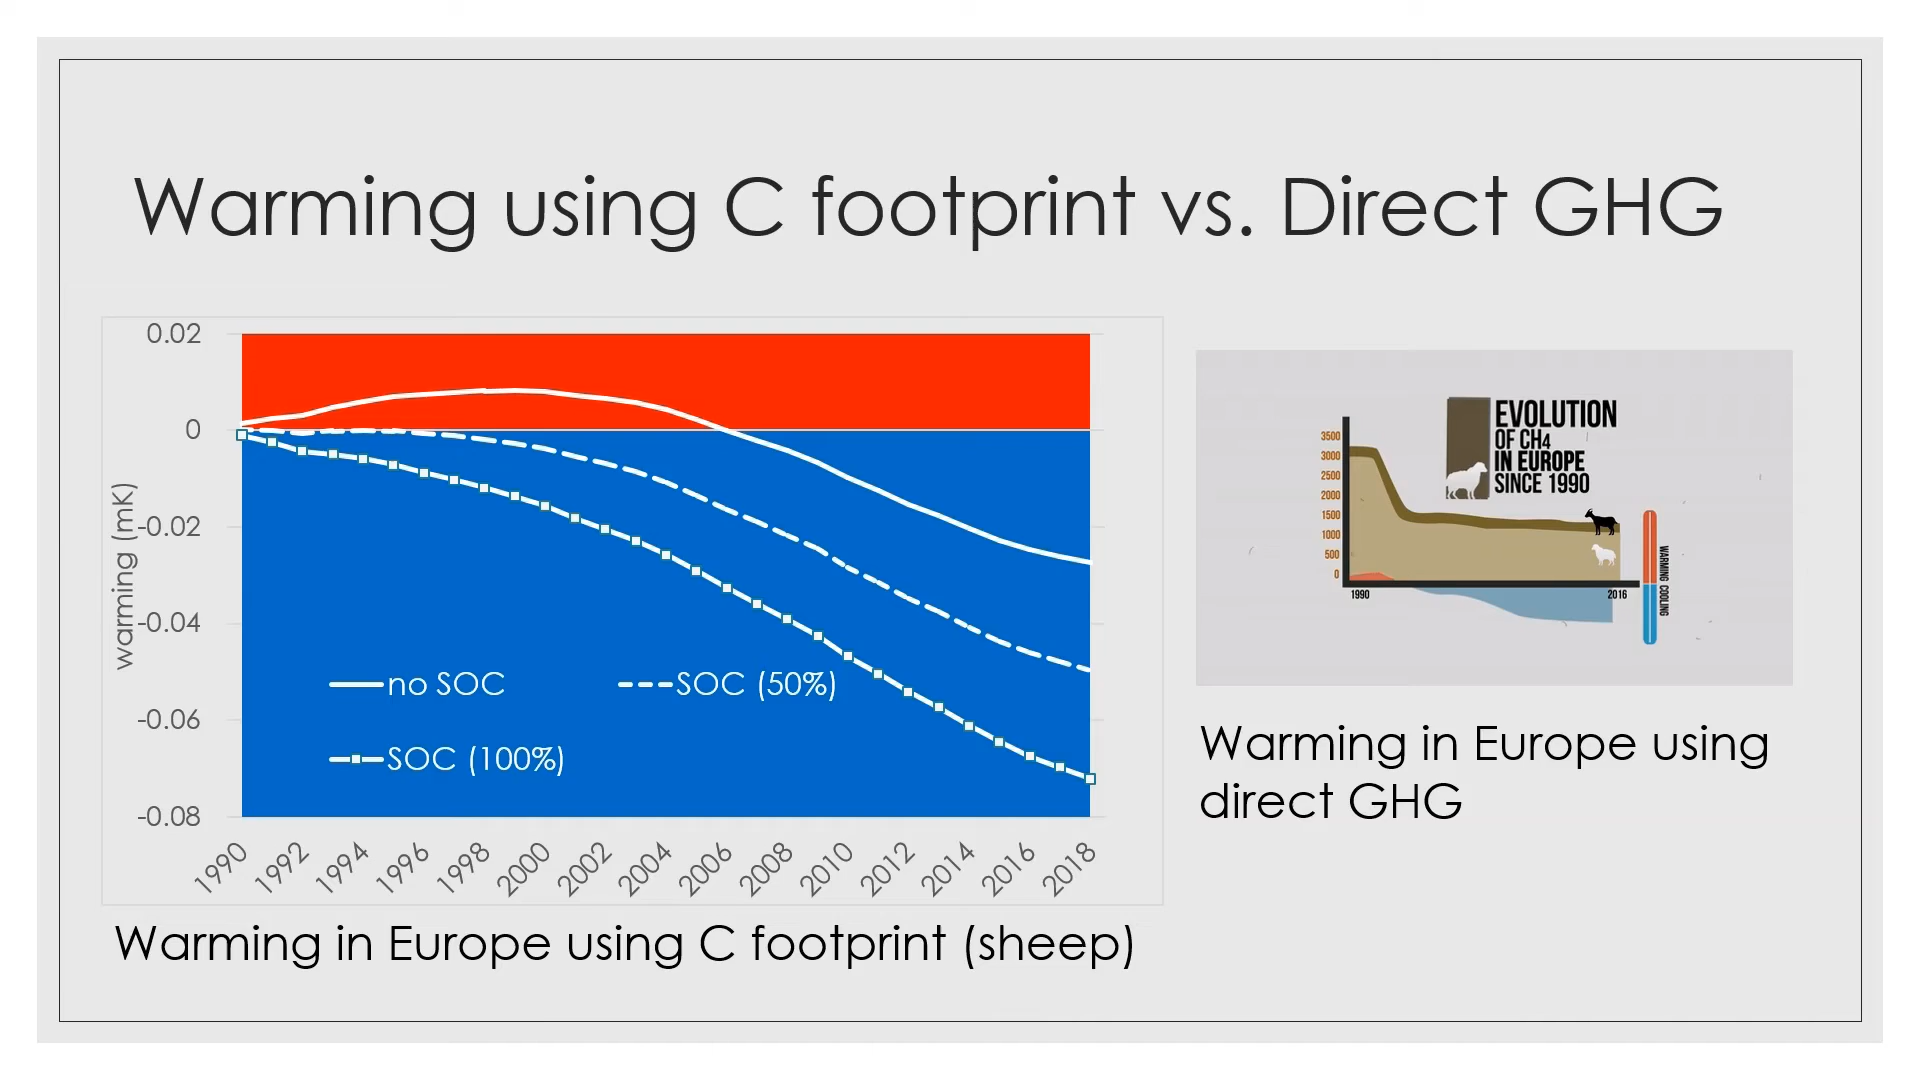 Warming using C footprint vs. Direct GHG
0.02
0
-0.02
-0.04
-0.06
-0.08
warming (mK)
no SOC
SOC (50%)
SOC (100%)
1990
1992
1994
1996
1998
2000
2002
2004
2006
2008
2010
2012
2014
2016
2018
Warming in Europe using C footprint (sheep)
EVOLUTION
OF CH4
IN EUROPE
SINCE 1990
3500
3000
2500
2000
1500
1000
500
0
1990
2016
WARMING COOLING
Warming in Europe using
direct GHG